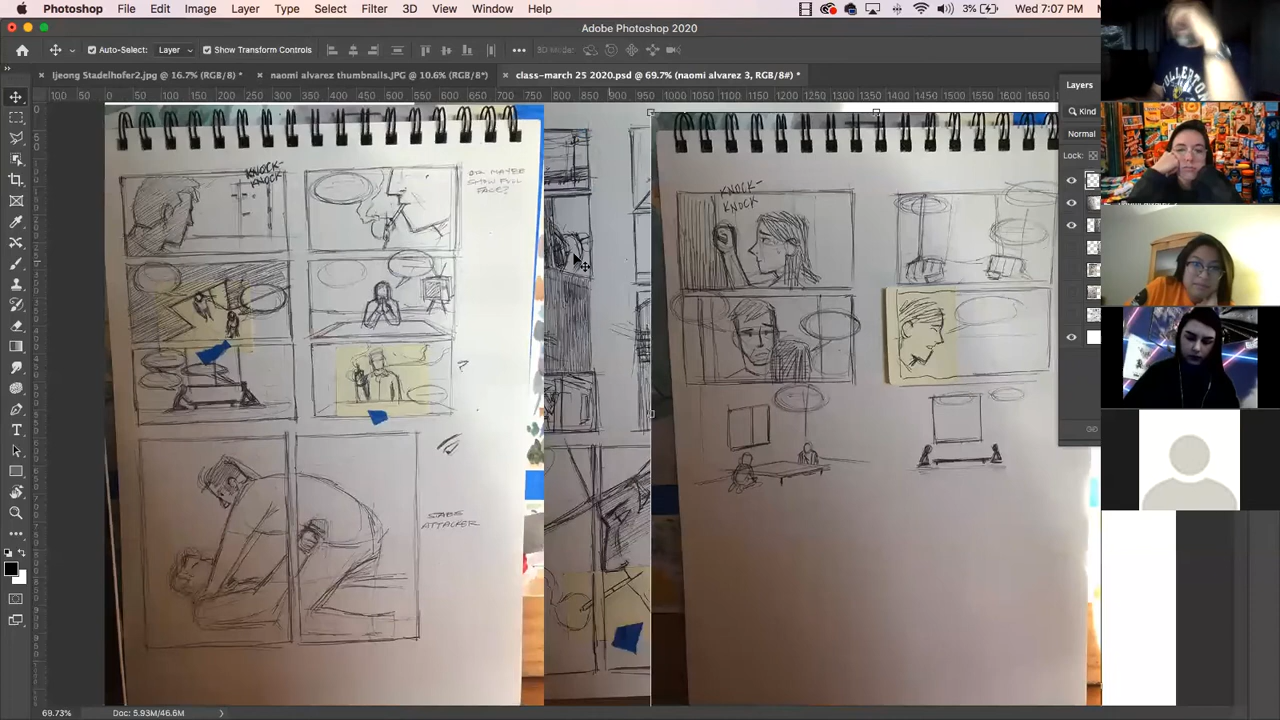 Photoshop File Edit Image Layer Type Select Filter 3D View Window Help
3% Wed 7:07 PM
Adobe Photoshop 2020
Auto-Select: Layer Show Transform Controls
3D Mode:
Ijeong Stadelhofer2.jpg @ 16.7% (RGB/8) *
naomi alvarez thumbnails.JPG @ 10.6% (RGB/8*)
class-march 25 2020.psd @ 69.7% (naomi alvarez 3, RGB/8#) *
Layers
Kind
Normal
Lock:
KNOCK-
KNOCK-
OR MAYBE
SHOW FULL
FACE?
?
STABS
ATTACKER
KNOCK-
KNOCK
69.73% Doc: 5.93M/46.6M